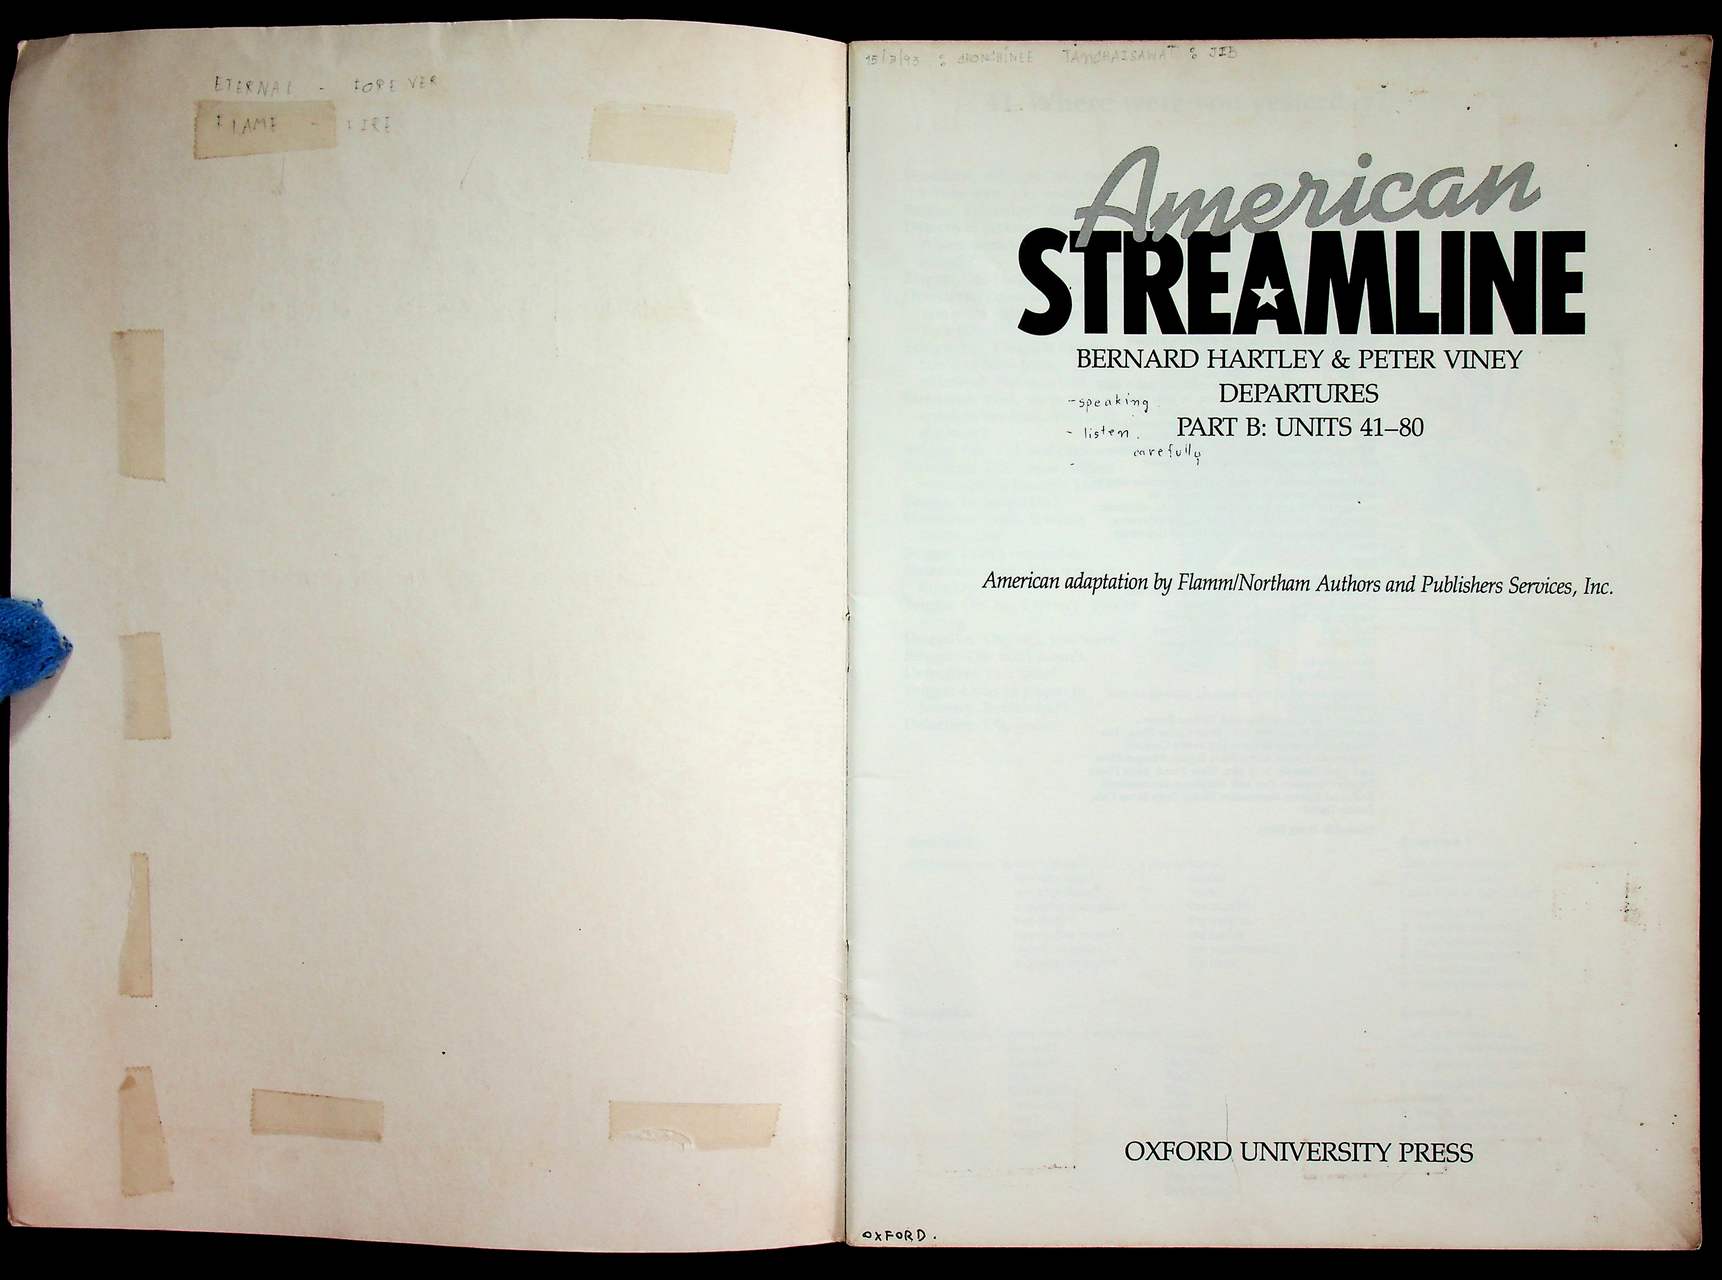 ETERNAL - FOREVER
FLAME - FIRE
American
STREAMLINE
BERNARD HARTLEY & PETER VINEY
DEPARTURES
- speaking
PART B: UNITS 41–80
- listen.
carefully
-
American adaptation by Flamm/Northam Authors and Publishers Services, Inc.
OXFORD UNIVERSITY PRESS
OXFORD.